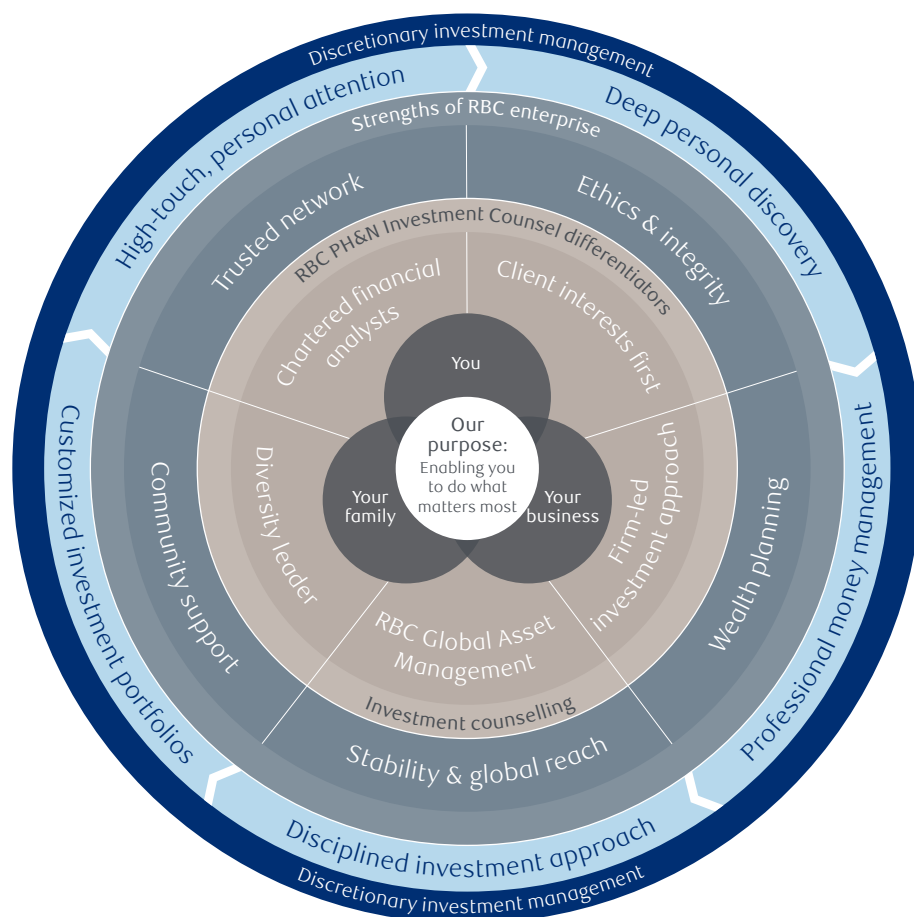 Discretionary investment management
High-touch, personal attention
Deep personal discovery
Professional money management
Disciplined investment approach
Customized investment portfolios
Strengths of RBC enterprise
Trusted network
Ethics & integrity
Wealth planning
Stability & global reach
Community support
RBC PH&N Investment Counsel differentiators
Chartered financial
analysts
Client interests first
Firm-led
investment approach
RBC Global Asset
Management
Diversity leader
Investment counselling
You
Our
purpose:
Enabling you
to do what
matters most
Your
family
Your
business
Discretionary investment management